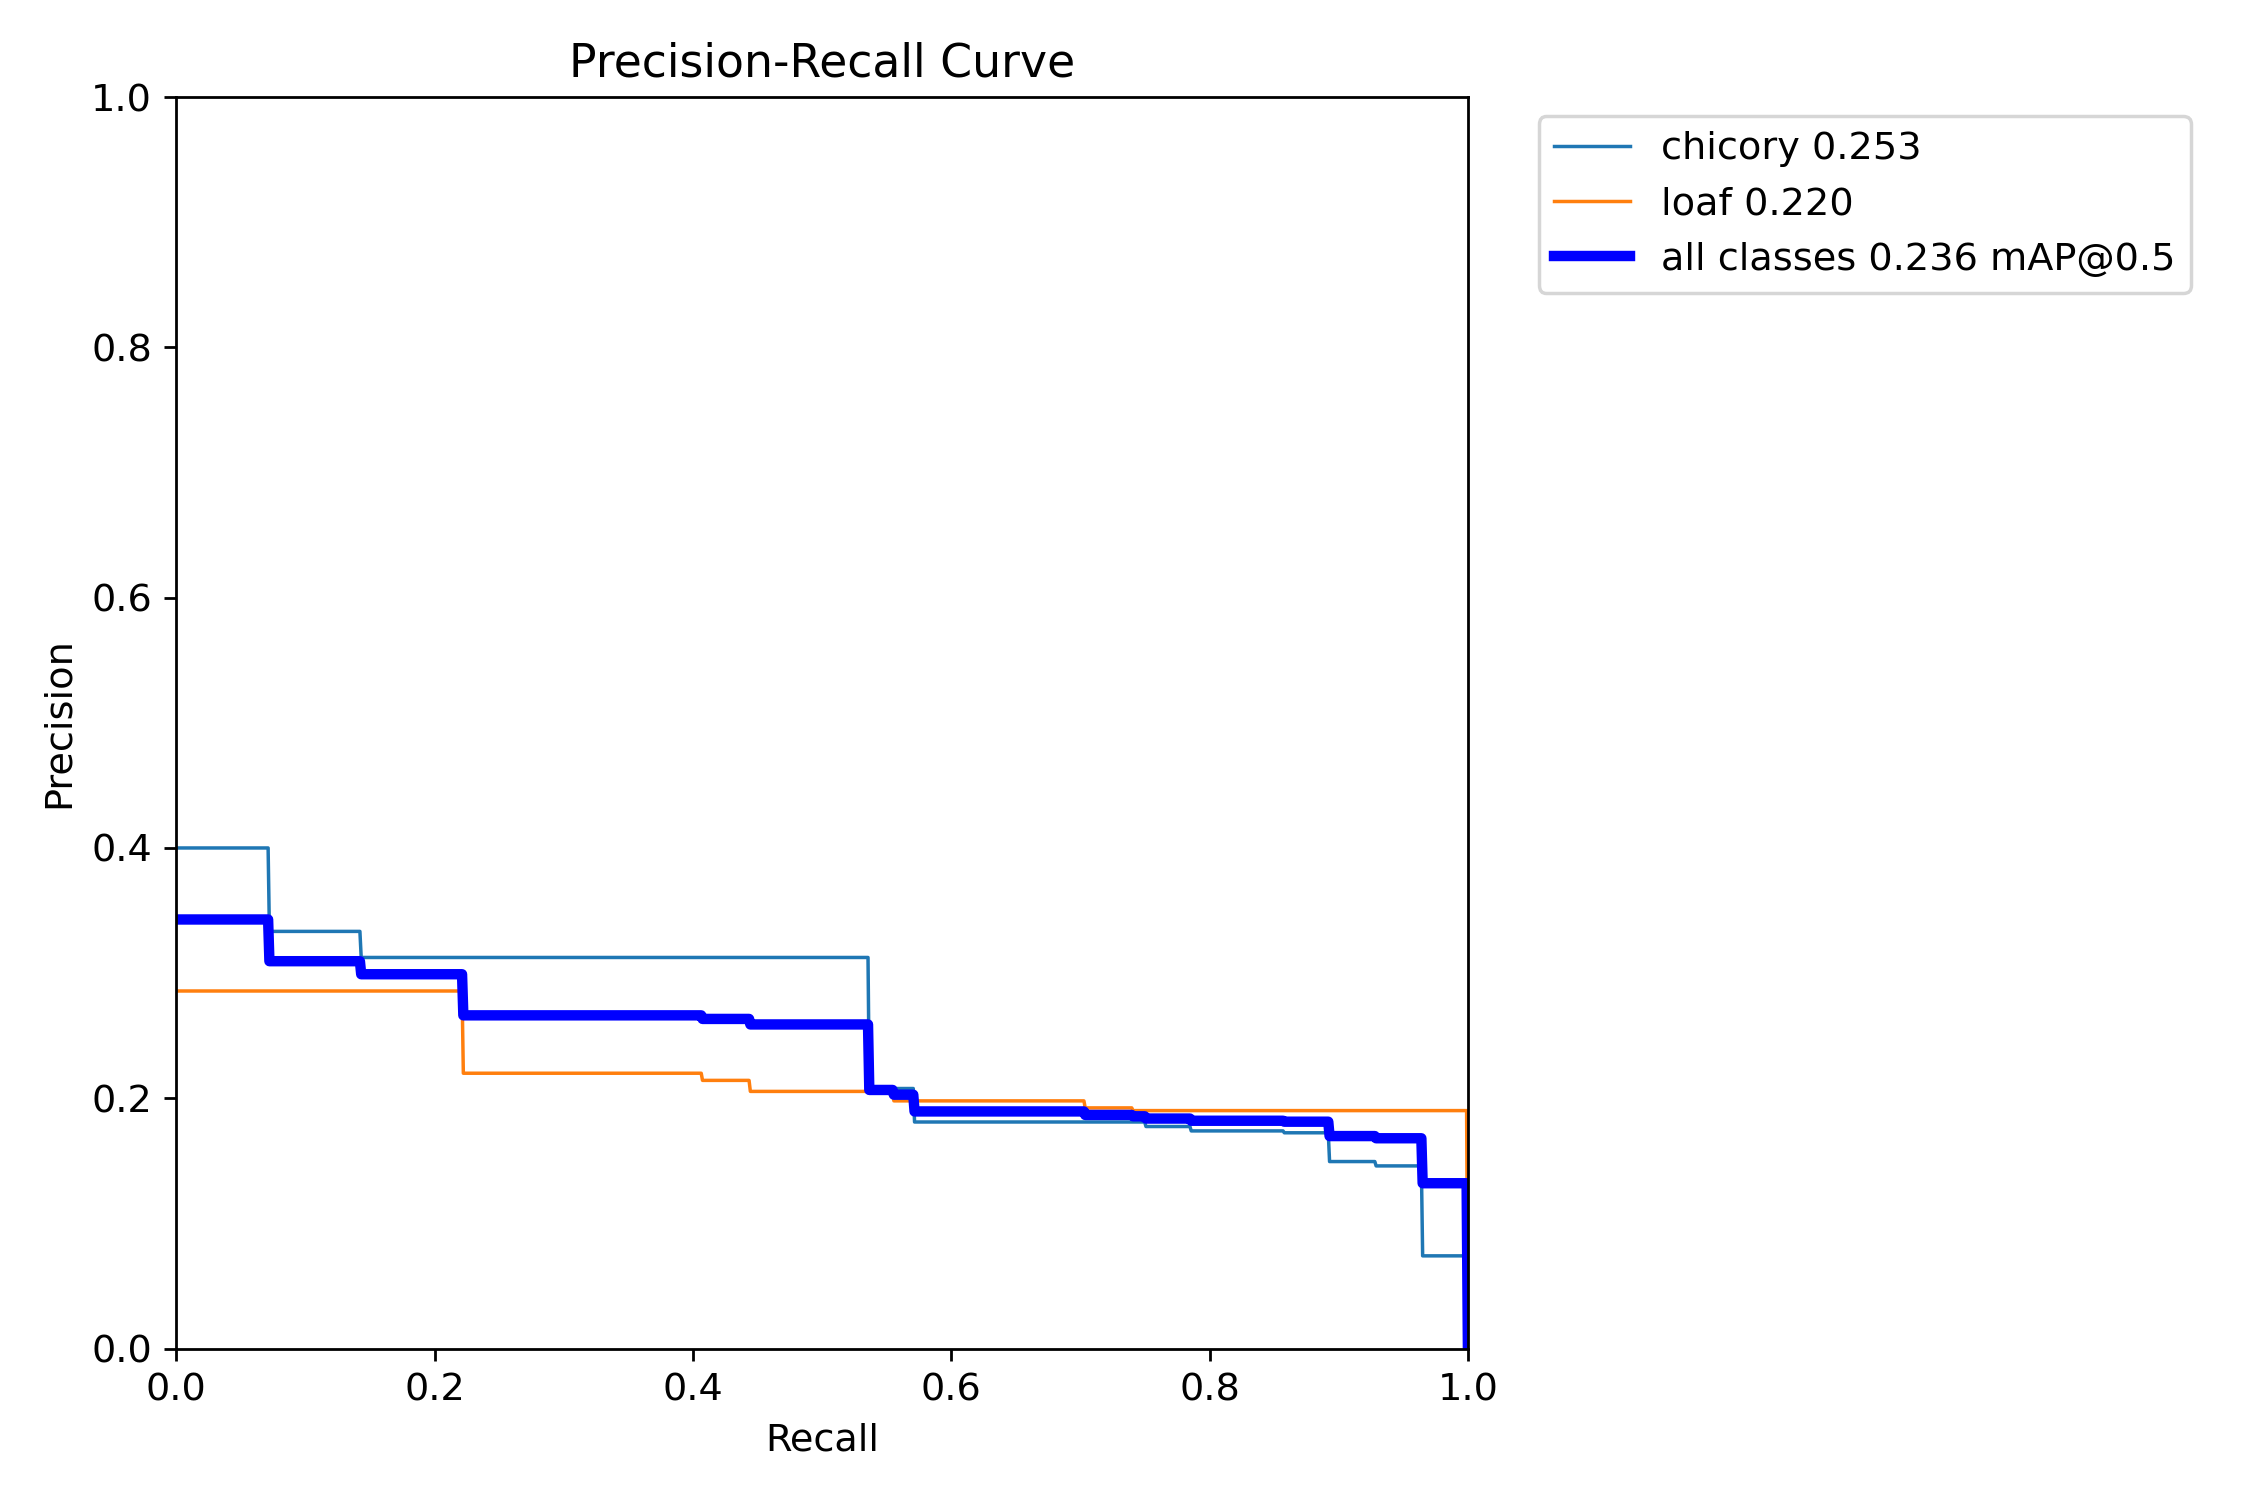 Precision-Recall Curve
1.0
0.8
0.6
0.4
0.2
0.0
Precision
0.0 0.2 0.4 0.6 0.8 1.0
Recall
chicory 0.253
loaf 0.220
all classes 0.236 mAP@0.5